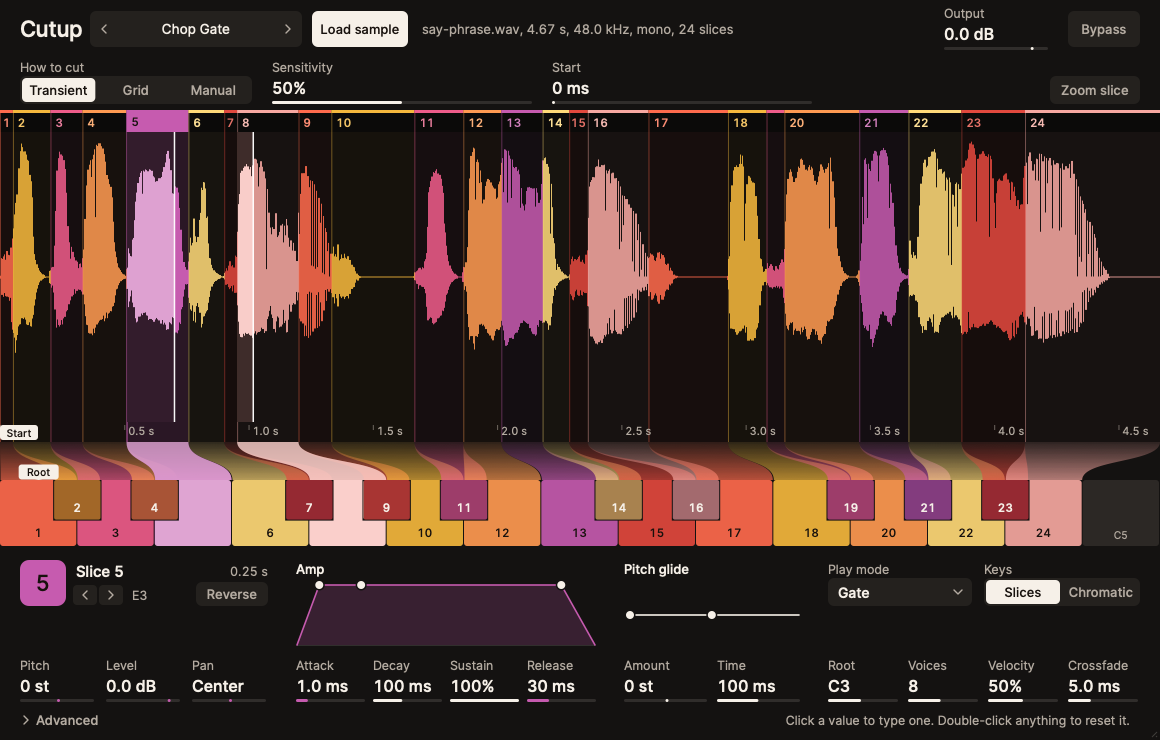 Cutup
Chop Gate
Load sample
say-phrase.wav, 4.67 s, 48.0 kHz, mono, 24 slices
Output
0.0 dB
Bypass
How to cut
Transient Grid Manual
Sensitivity
50%
Start
0 ms
Zoom slice
1 2 3 4 5 6 7 8 9 10 11 12 13 14 15 16 17 18 20 21 22 23 24
0.5 s 1.0 s 1.5 s 2.0 s 2.5 s 3.0 s 3.5 s 4.0 s 4.5 s
Start
Root
2 4 7 9 11 14 16 19 21 23
1 3 6 10 12 13 15 17 18 20 22 24 C5
5
Slice 5
0.25 s
E3
Reverse
Amp
Pitch glide
Play mode
Gate
Keys
Slices Chromatic
Pitch Level Pan Attack Decay Sustain Release Amount Time Root Voices Velocity Crossfade
0 st 0.0 dB Center 1.0 ms 100 ms 100% 30 ms 0 st 100 ms C3 8 50% 5.0 ms
Advanced
Click a value to type one. Double-click anything to reset it.